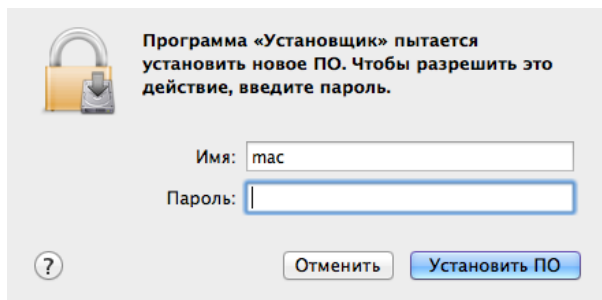 Программа «Установщик» пытается
установить новое ПО. Чтобы разрешить это
действие, введите пароль.
Имя: mac
Пароль:
? Отменить Установить ПО